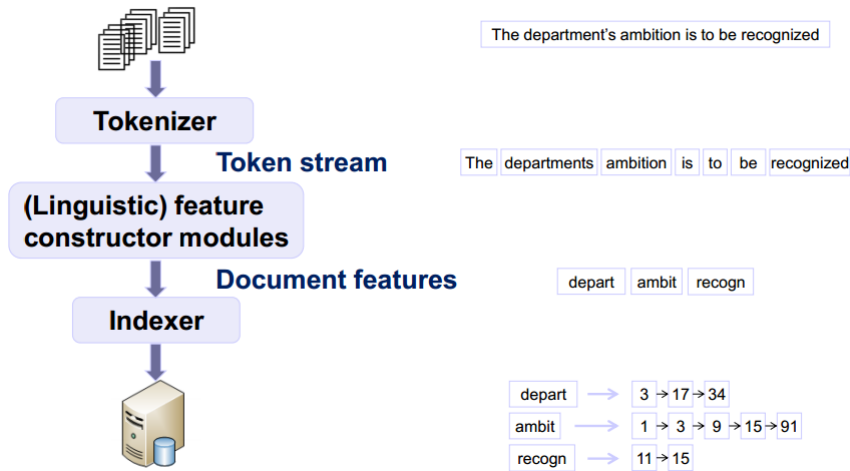 The department’s ambition is to be recognized
Tokenizer
Token stream
The departments ambition is to be recognized
(Linguistic) feature
constructor modules
Document features
depart ambit recogn
Indexer
depart → 3 → 17 → 34
ambit → 1 → 3 → 9 → 15 → 91
recogn → 11 → 15